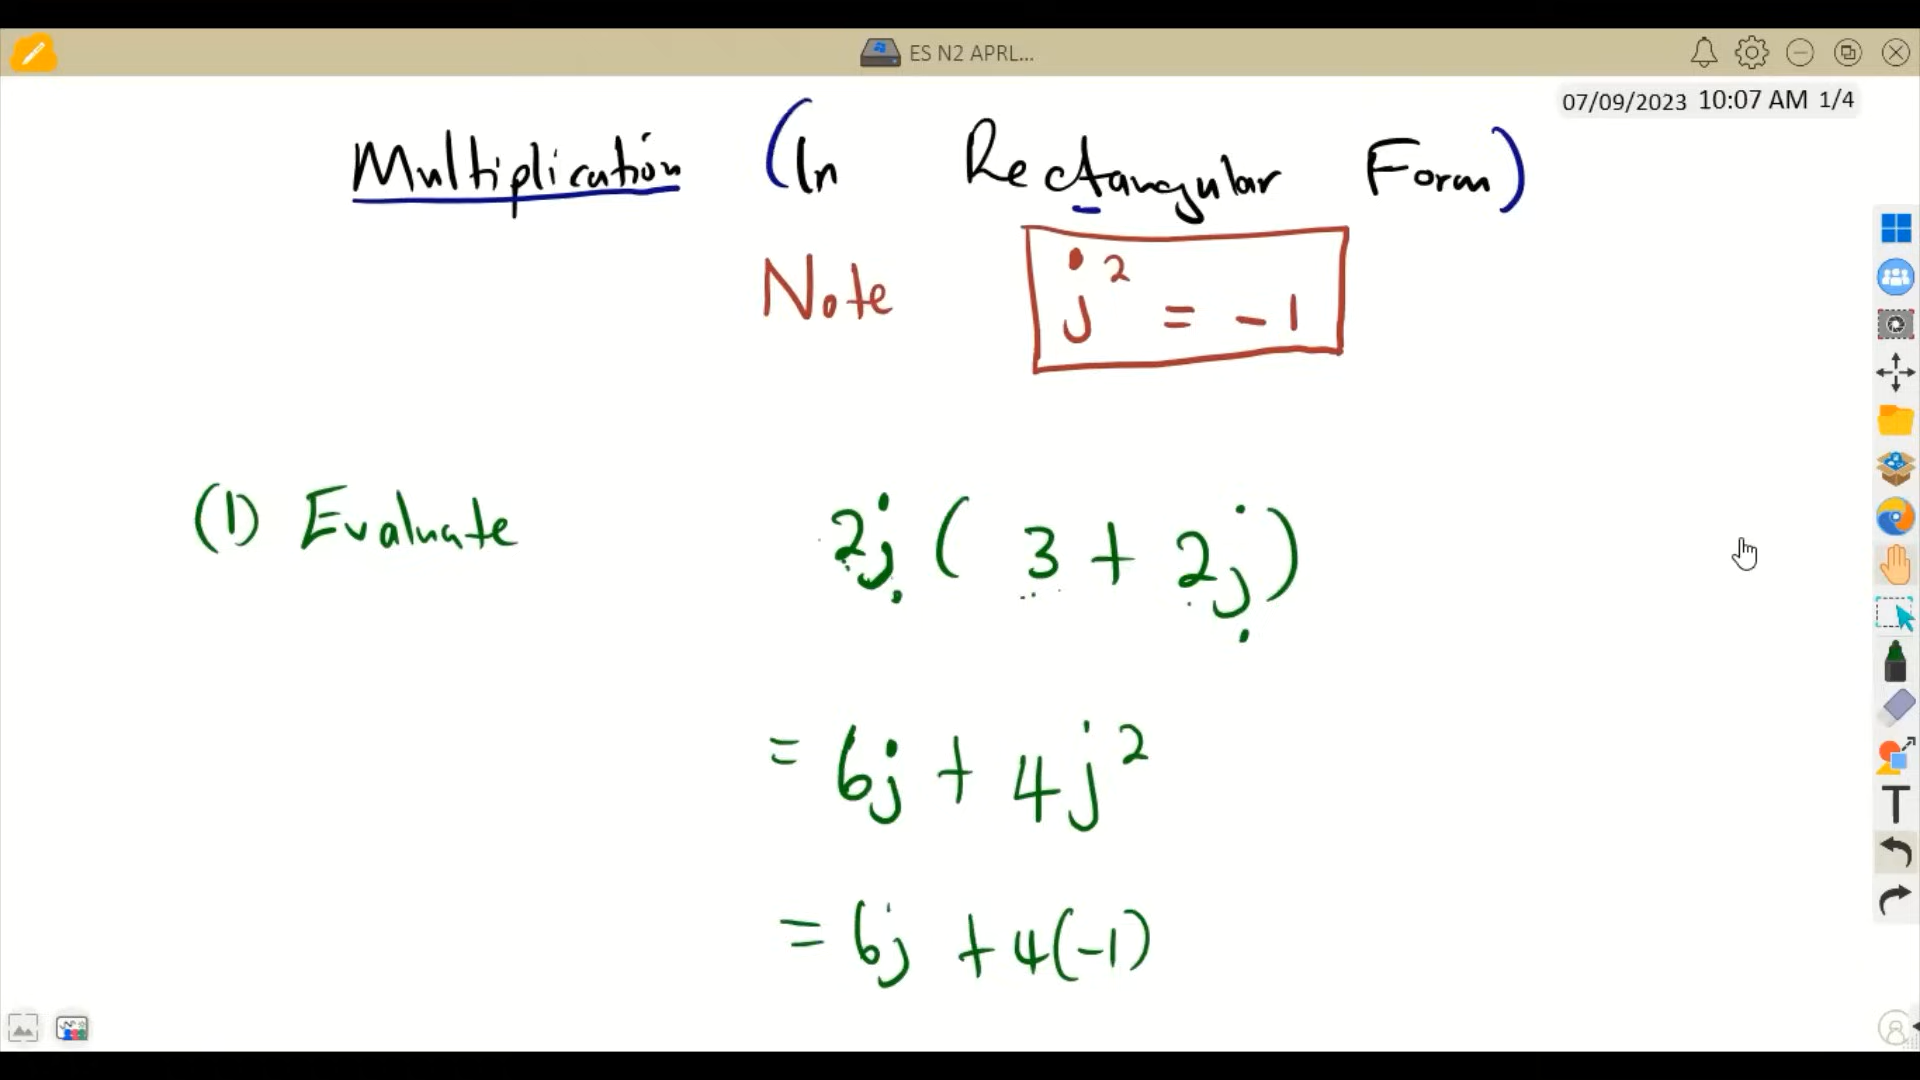 ES N2 APRL...
07/09/2023 10:07 AM 1/4
Multiplication (In Rectangular Form)
Note j² = -1
(1) Evaluate 2j ( 3 + 2j )
= 6j + 4j²
= 6j + 4(-1)
T